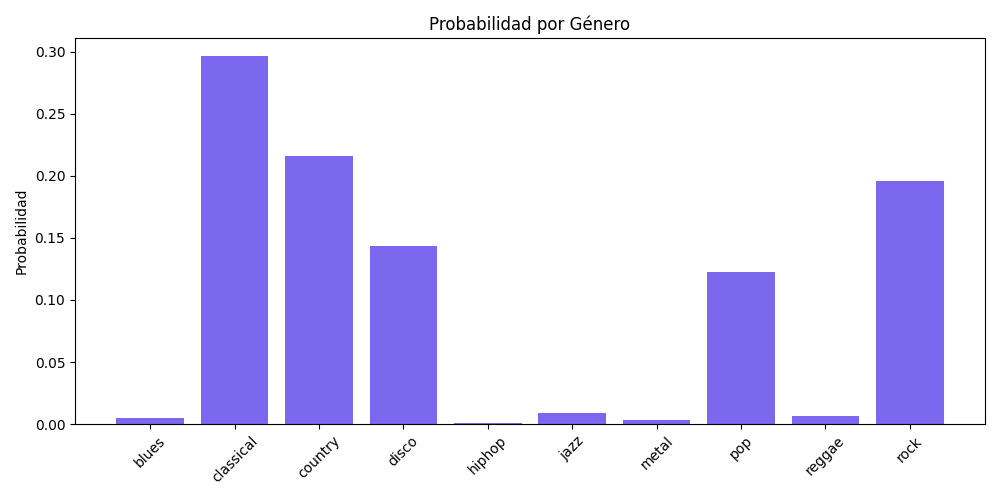 Probabilidad por Género
Probabilidad
0.30
0.25
0.20
0.15
0.10
0.05
0.00
blues
classical
country
disco
hiphop
jazz
metal
pop
reggae
rock